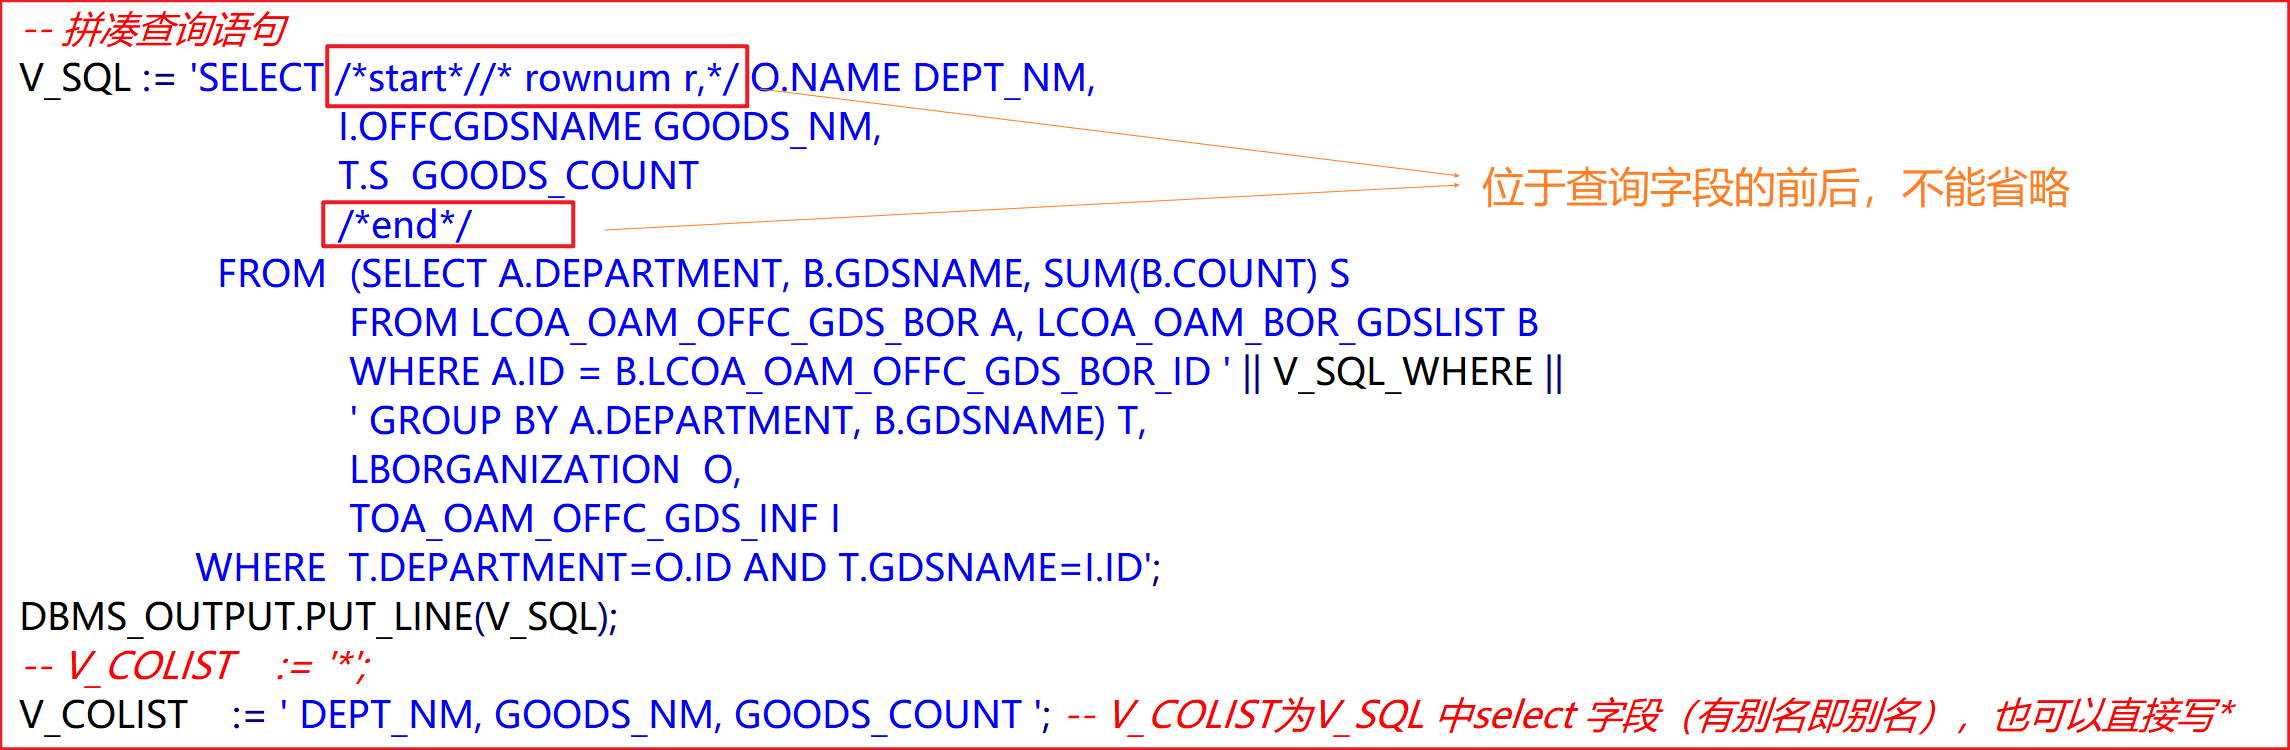 -- 拼凑查询语句
V_SQL := 'SELECT /*start*//* rownum r,*/ O.NAME DEPT_NM,
I.OFFCGDSNAME GOODS_NM,
T.S  GOODS_COUNT
位于查询字段的前后，不能省略
/*end*/
FROM  (SELECT A.DEPARTMENT, B.GDSNAME, SUM(B.COUNT) S
FROM LCOA_OAM_OFFC_GDS_BOR A, LCOA_OAM_BOR_GDSLIST B
WHERE A.ID = B.LCOA_OAM_OFFC_GDS_BOR_ID ' || V_SQL_WHERE ||
' GROUP BY A.DEPARTMENT, B.GDSNAME) T,
LBORGANIZATION  O,
TOA_OAM_OFFC_GDS_INF I
WHERE  T.DEPARTMENT=O.ID AND T.GDSNAME=I.ID';
DBMS_OUTPUT.PUT_LINE(V_SQL);
-- V_COLIST    := '*';
V_COLIST    := ' DEPT_NM, GOODS_NM, GOODS_COUNT '; -- V_COLIST为V_SQL 中select 字段（有别名即别名），也可以直接写*